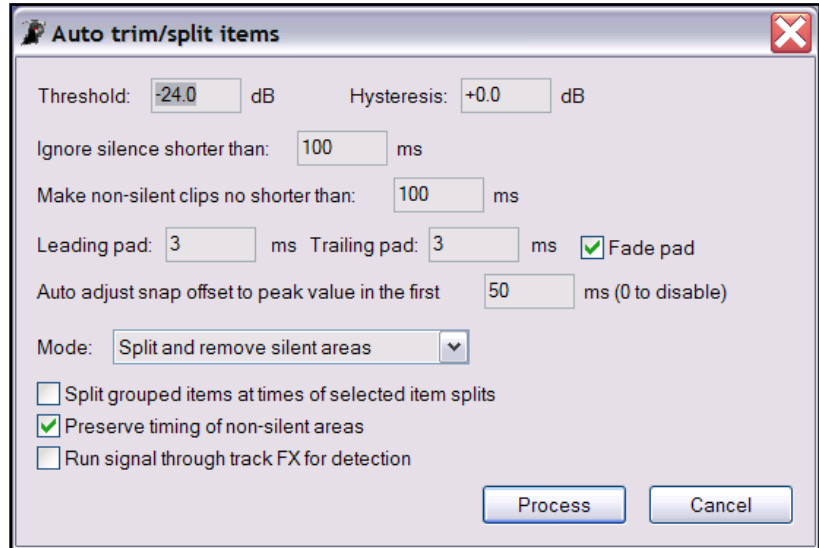 Auto trim/split items
Threshold: -24.0 dB Hysteresis: +0.0 dB
Ignore silence shorter than: 100 ms
Make non-silent clips no shorter than: 100 ms
Leading pad: 3 ms Trailing pad: 3 ms Fade pad
Auto adjust snap offset to peak value in the first 50 ms (0 to disable)
Mode: Split and remove silent areas
Split grouped items at times of selected item splits
Preserve timing of non-silent areas
Run signal through track FX for detection
Process Cancel